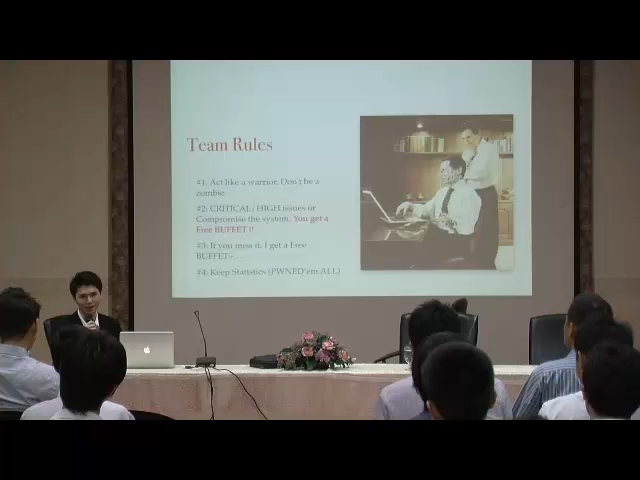 Team Rules
#1: Act like a warrior. Don't be a
zombie.
#2: CRITICAL / HIGH issues or
Compromise the system, You get a
Free BUFFET !!
#3: If you miss it. I get a Free
BUFFET - ...
#4: Keep Statistics (PWNED'em ALL)